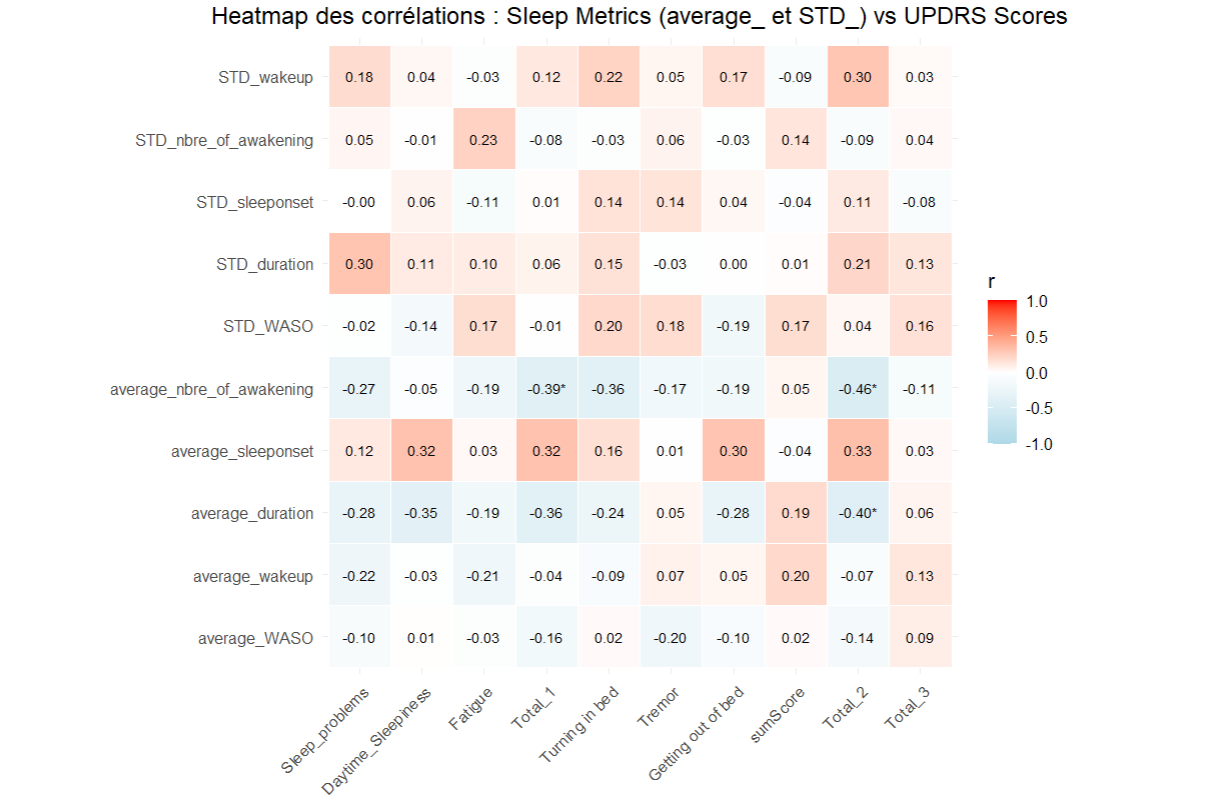 Heatmap des corrélations : Sleep Metrics (average_ et STD_) vs UPDRS Scores
STD_wakeup 0.18 0.04 -0.03 0.12 0.22 0.05 0.17 -0.09 0.30 0.03
STD_nbre_of_awakening 0.05 -0.01 0.23 -0.08 -0.03 0.06 -0.03 0.14 -0.09 0.04
STD_sleeponset -0.00 0.06 -0.11 0.01 0.14 0.14 0.04 -0.04 0.11 -0.08
STD_duration 0.30 0.11 0.10 0.06 0.15 -0.03 0.00 0.01 0.21 0.13
STD_WASO -0.02 -0.14 0.17 -0.01 0.20 0.18 -0.19 0.17 0.04 0.16
average_nbre_of_awakening -0.27 -0.05 -0.19 -0.39* -0.36 -0.17 -0.19 0.05 -0.46* -0.11
average_sleeponset 0.12 0.32 0.03 0.32 0.16 0.01 0.30 -0.04 0.33 0.03
average_duration -0.28 -0.35 -0.19 -0.36 -0.24 0.05 -0.28 0.19 -0.40* 0.06
average_wakeup -0.22 -0.03 -0.21 -0.04 -0.09 0.07 0.05 0.20 -0.07 0.13
average_WASO -0.10 0.01 -0.03 -0.16 0.02 -0.20 -0.10 0.02 -0.14 0.09
Sleep_problems
Daytime_Sleepiness
Fatigue
Total_1
Turning in bed
Tremor
Getting out of bed
sumScore
Total_2
Total_3
r
1.0
0.5
0.0
-0.5
-1.0